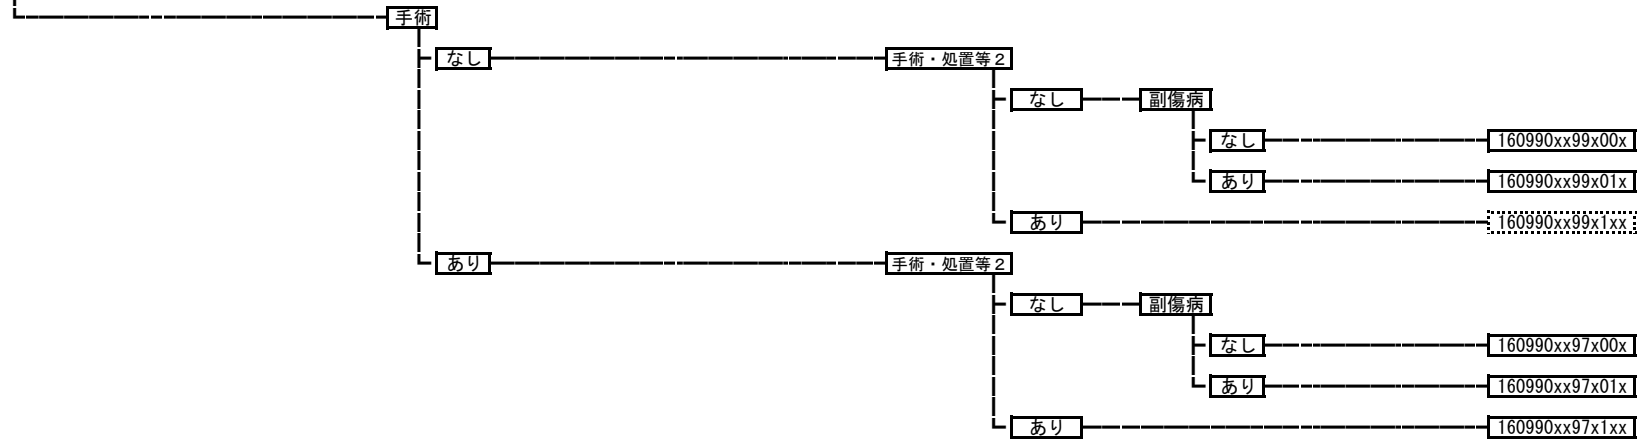 手術
なし 手術・処置等2
なし 副傷病
なし 160990xx99x00x
あり 160990xx99x01x
あり 160990xx99x1xx
あり 手術・処置等2
なし 副傷病
なし 160990xx97x00x
あり 160990xx97x01x
あり 160990xx97x1xx